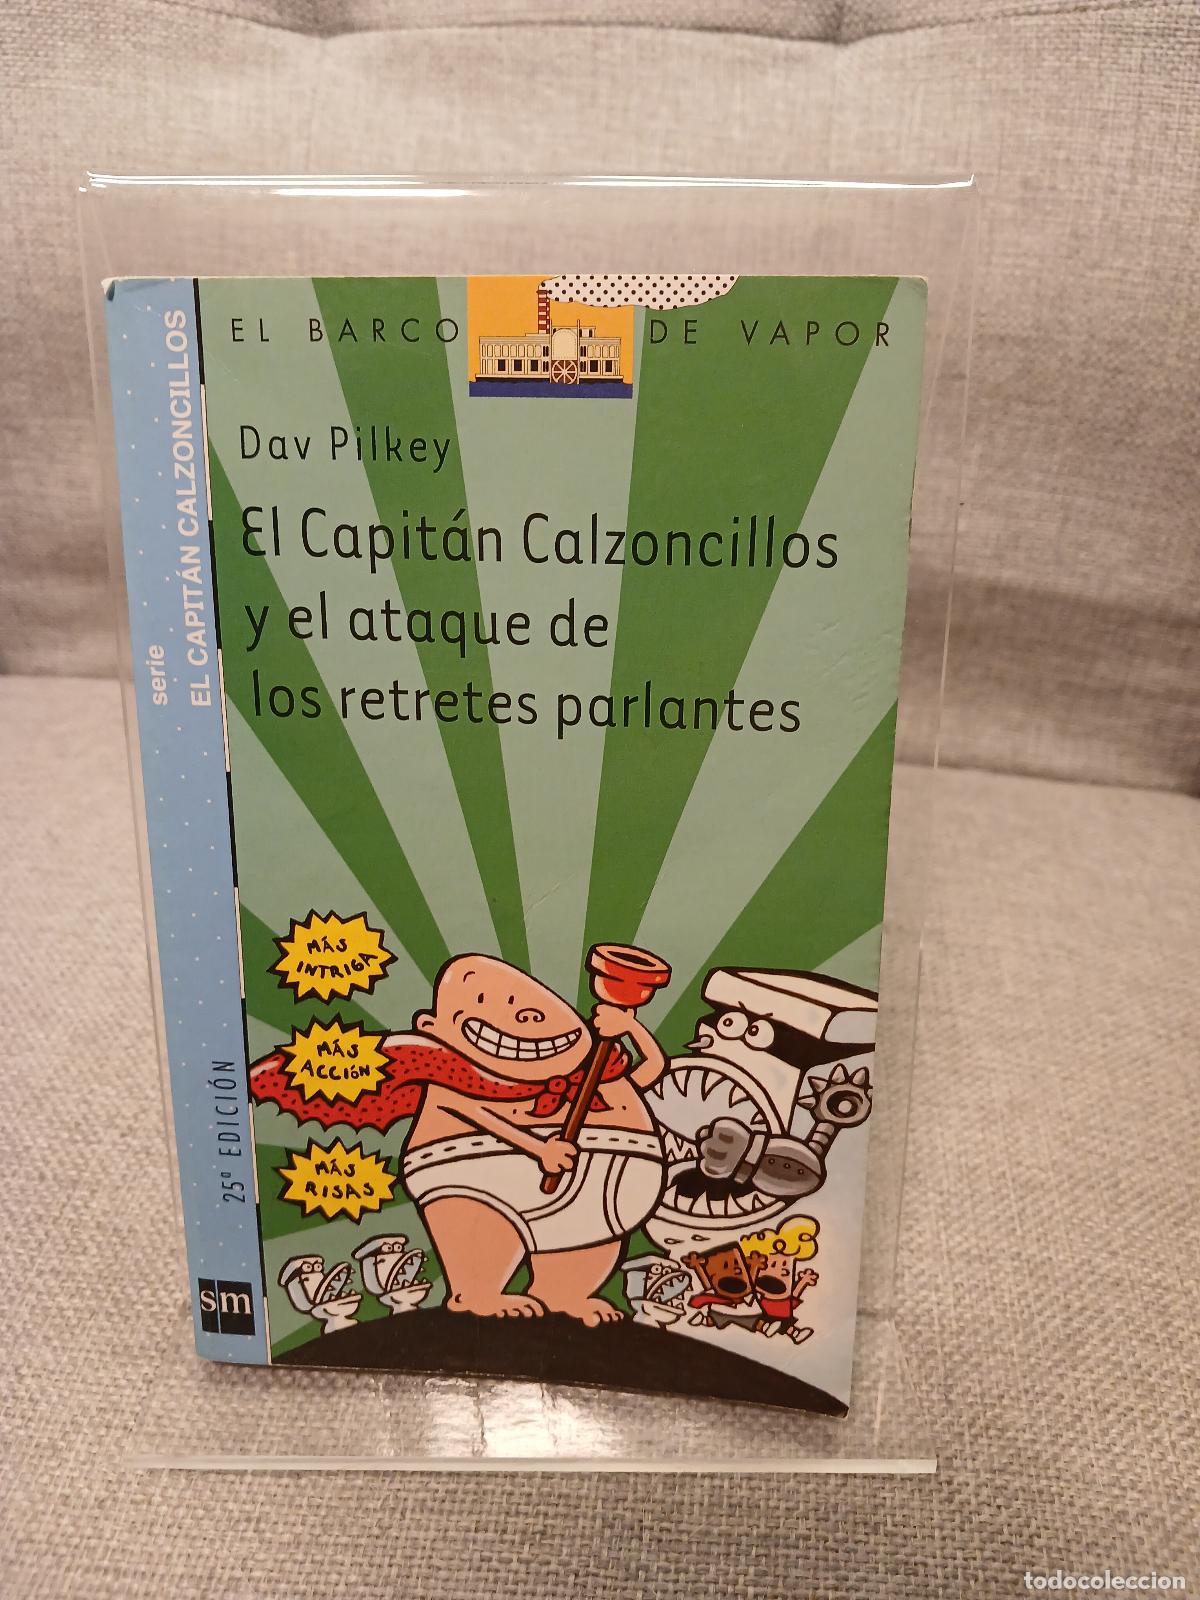 EL BARCO DE VAPOR
Dav Pilkey
El Capitán Calzoncillos
y el ataque de
los retretes parlantes
serie
EL CAPITÁN CALZONCILLOS
MÁS
INTRIGA
MÁS
ACCIÓN
MÁS
RISAS
25ª EDICIÓN
sm
todocoleccion